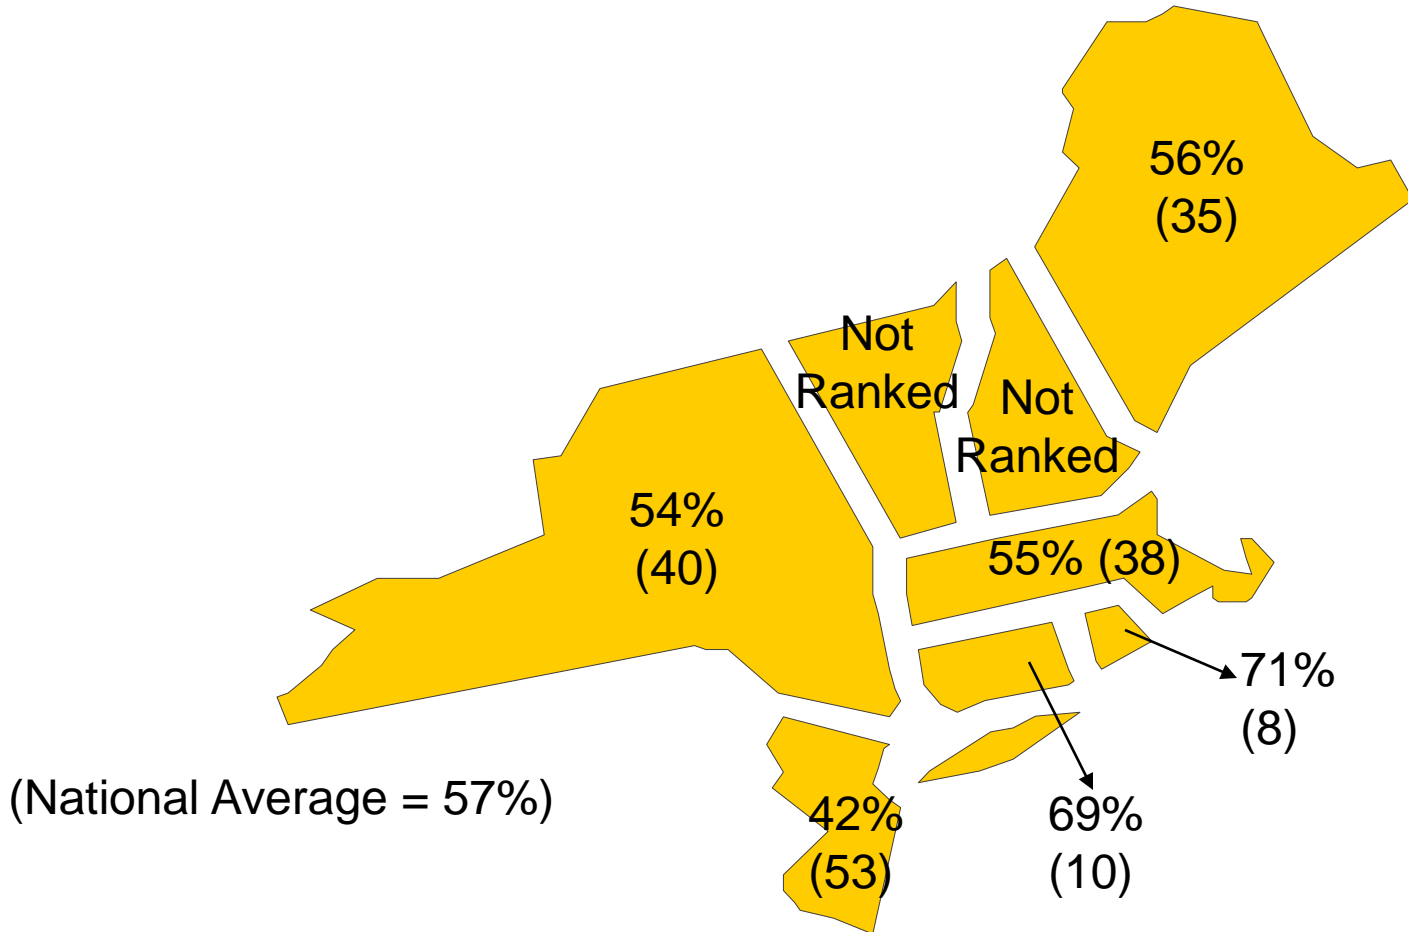 56%
(35)
Not
Ranked
Not
Ranked
54%
(40)
55% (38)
71%
(8)
(National Average = 57%)
42%
(53)
69%
(10)